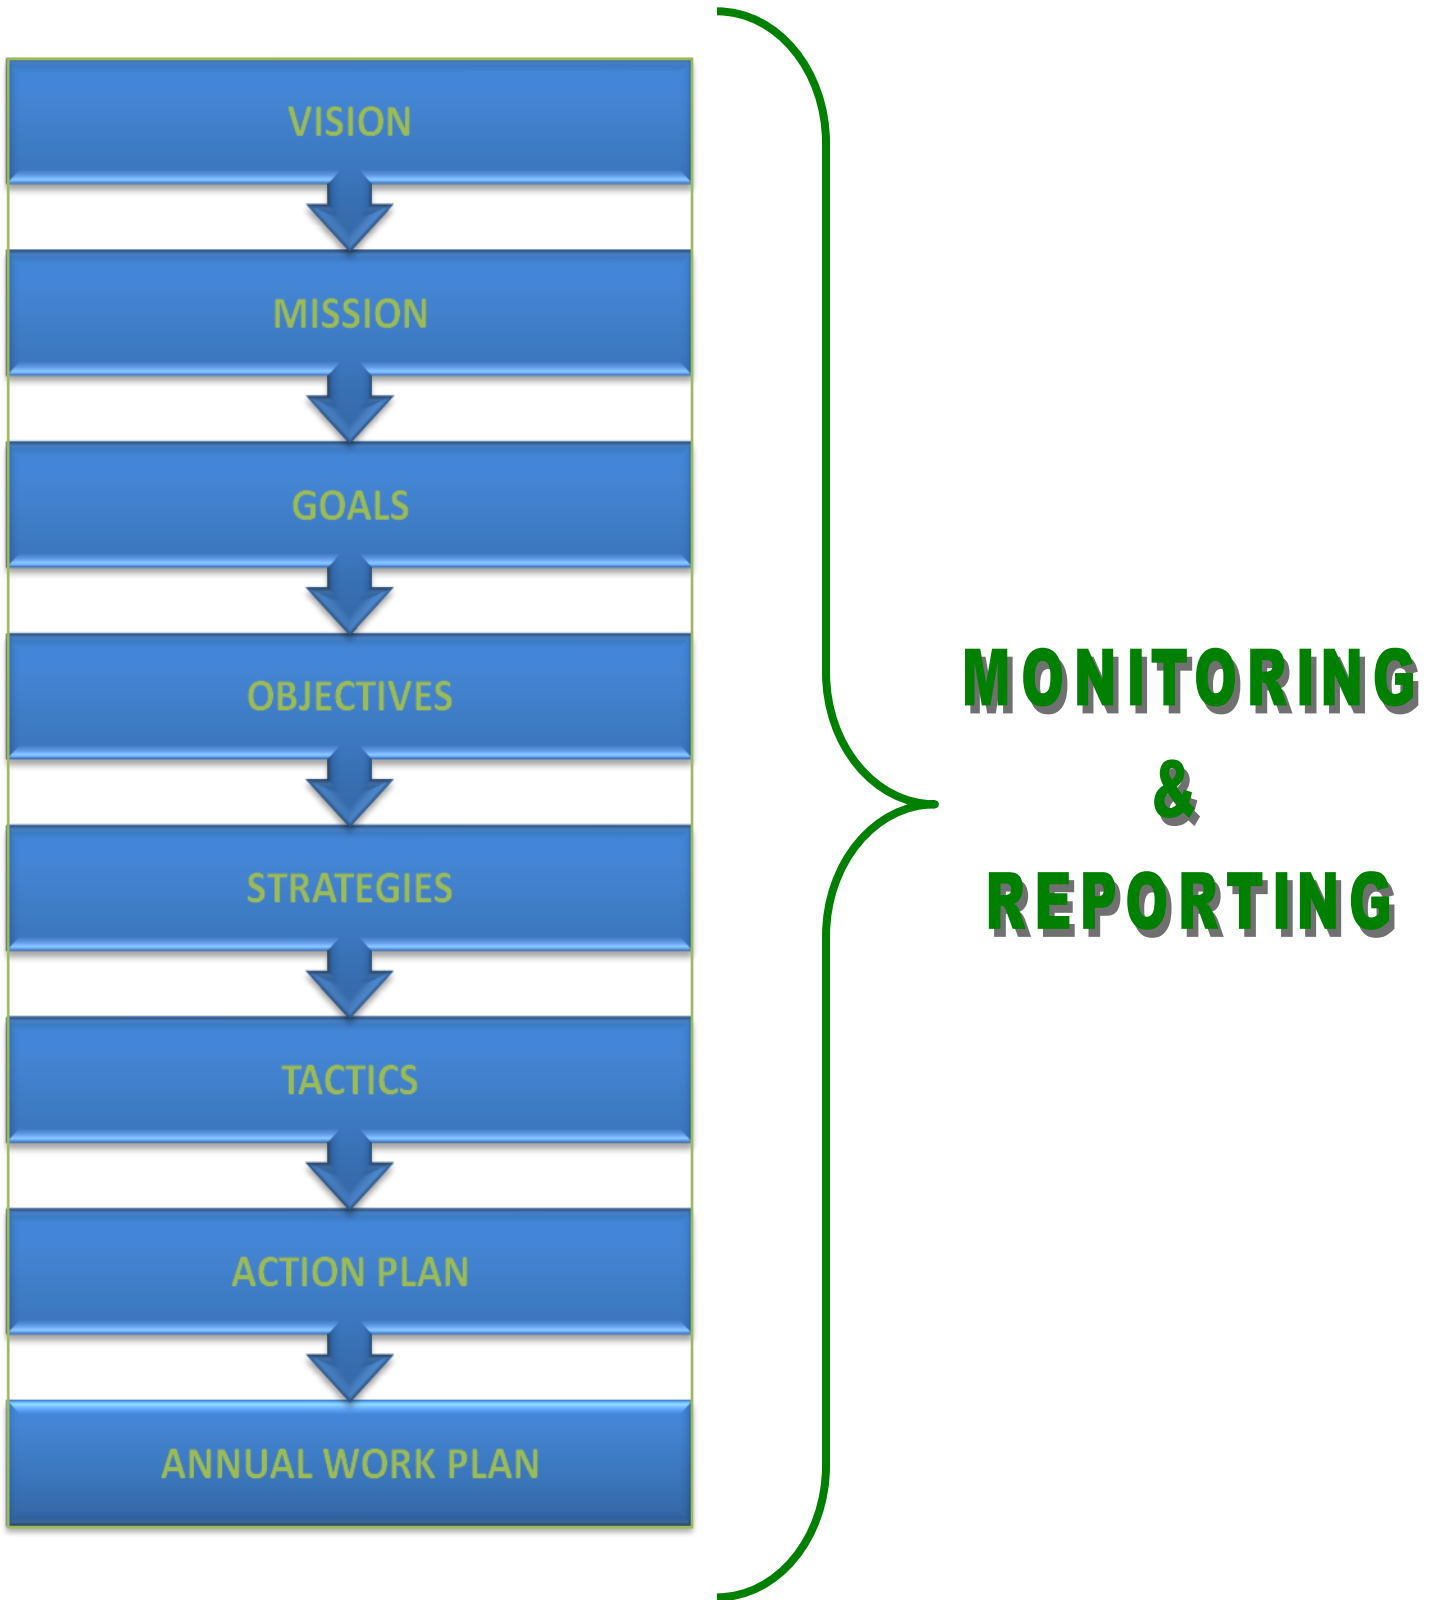 VISION
MISSION
GOALS
OBJECTIVES
STRATEGIES
TACTICS
ACTION PLAN
ANNUAL WORK PLAN
MONITORING
&
REPORTING